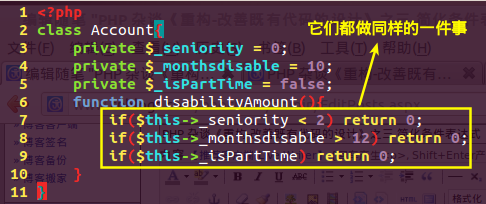 它们都做同样的一件事
1 <?php
2 class Account{
3 private $_seniority = 0;
4 private $_monthsdisable = 10;
5 private $_isPartTime = false;
6 function disabilityAmount(){
7 if($this->_seniority < 2) return 0;
8 if($this->_monthsdisable > 12) return 0;
9 if($this->_isPartTime) return 0;
10 }
11 }